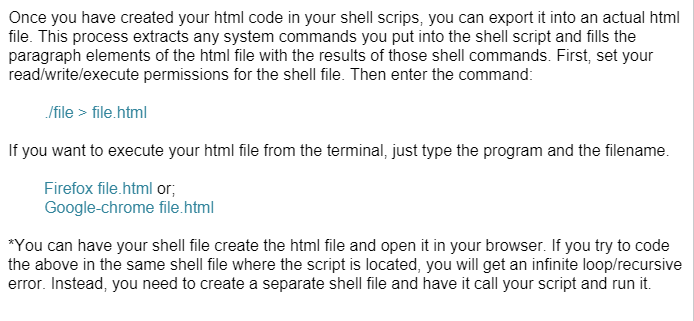 Once you have created your html code in your shell scrips, you can export it into an actual html
file. This process extracts any system commands you put into the shell script and fills the
paragraph elements of the html file with the results of those shell commands. First, set your
read/write/execute permissions for the shell file. Then enter the command:
./file > file.html
If you want to execute your html file from the terminal, just type the program and the filename.
Firefox file.html or;
Google-chrome file.html
*You can have your shell file create the html file and open it in your browser. If you try to code
the above in the same shell file where the script is located, you will get an infinite loop/recursive
error. Instead, you need to create a separate shell file and have it call your script and run it.